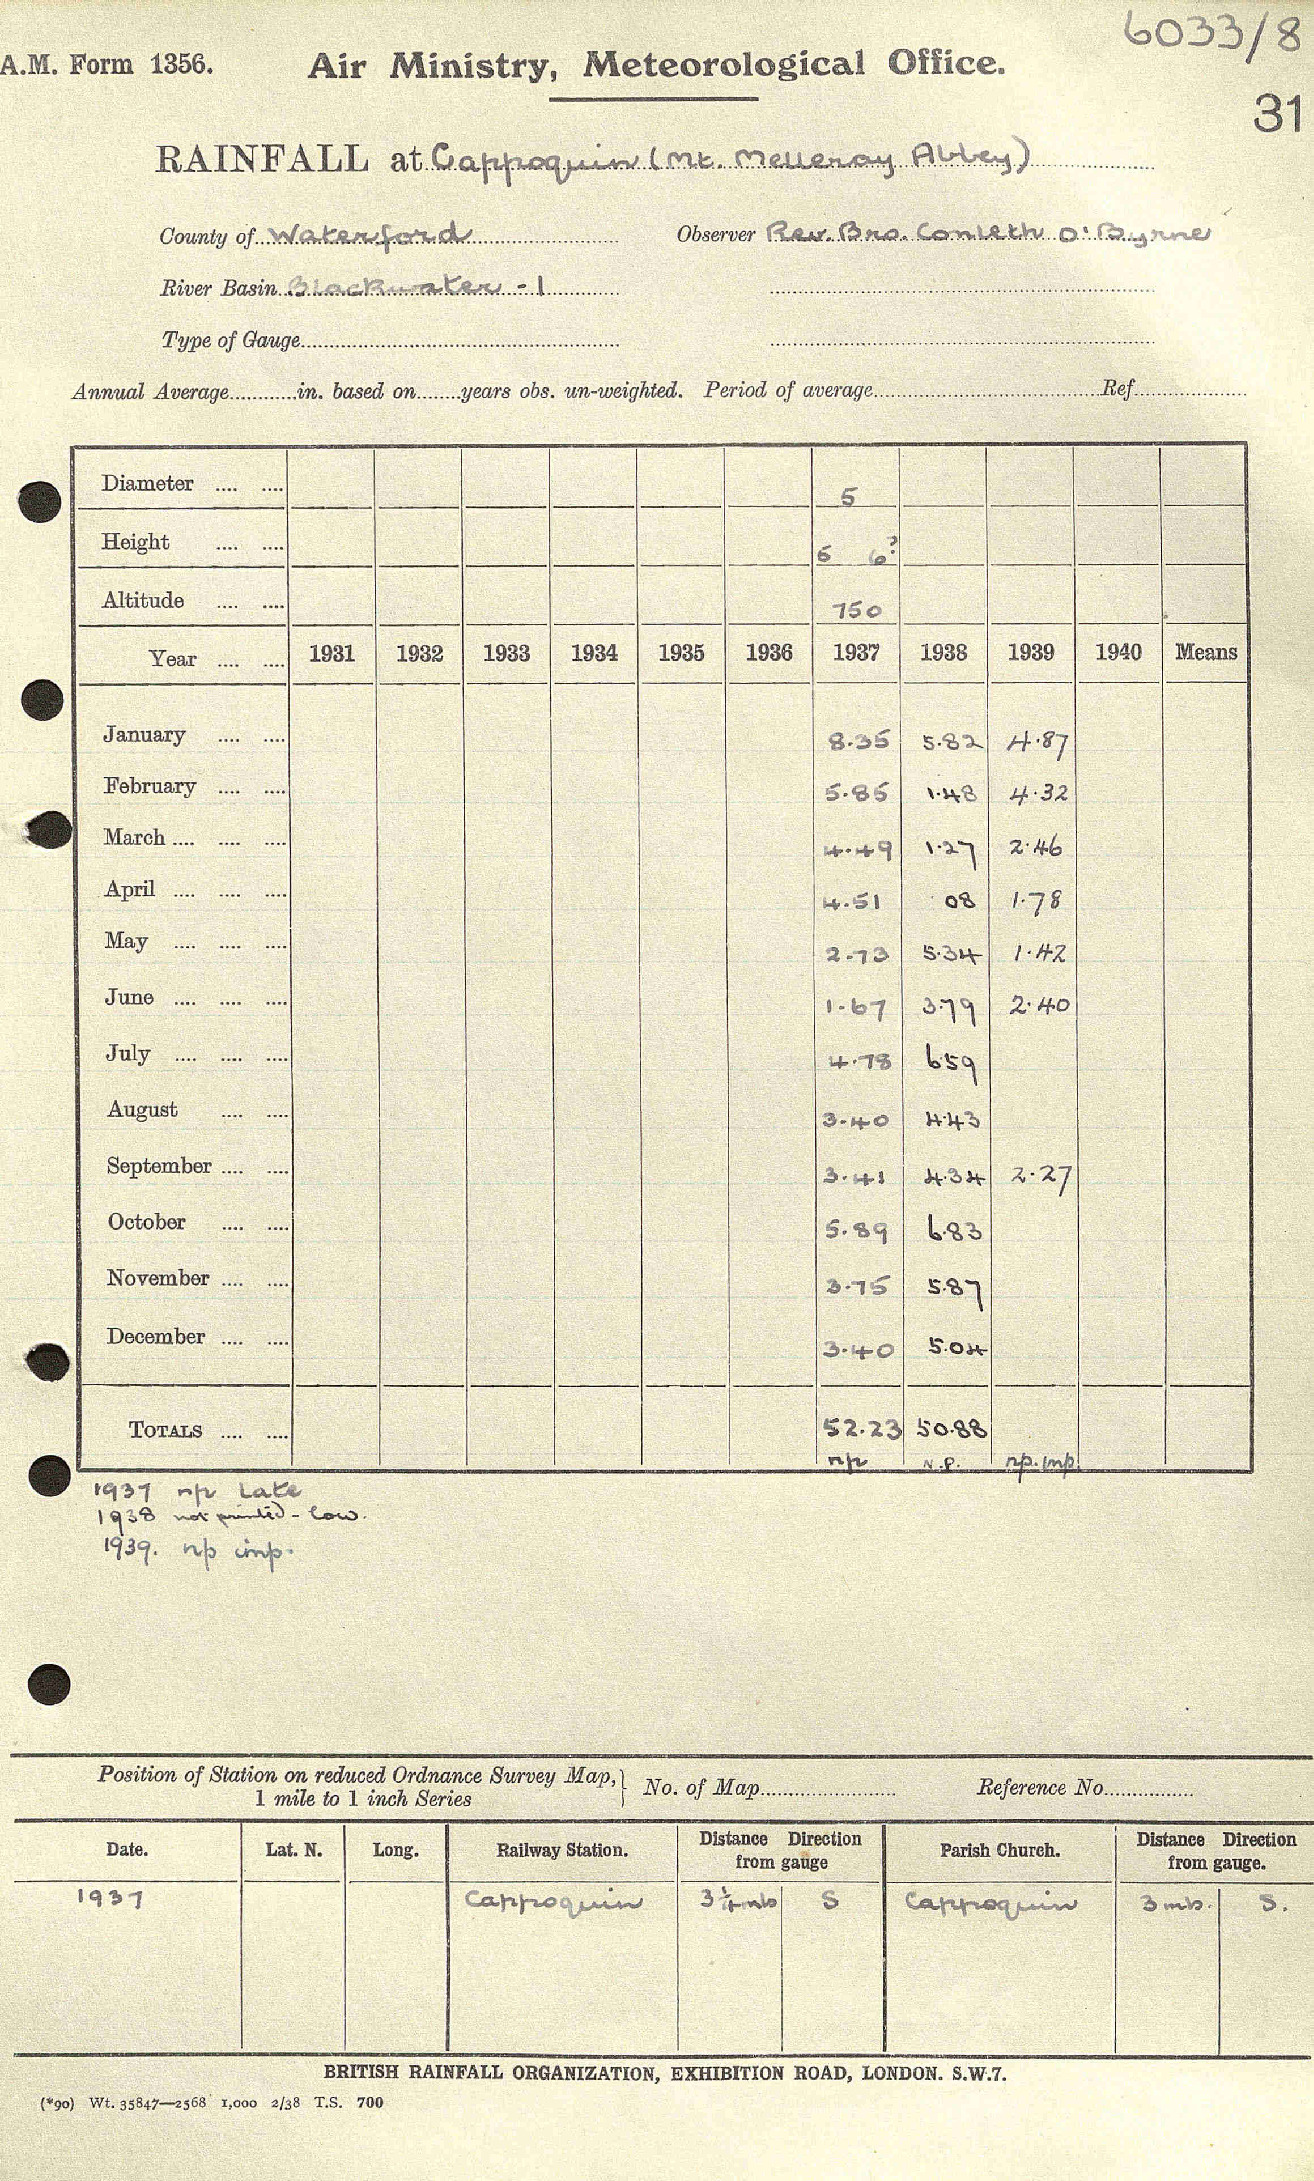 6033/8
A.M. Form 1356. Air Ministry, Meteorological Office.
31
RAINFALL at Cappoquin (Mt. Melleray Abbey)
County of Waterford Observer Rev. Bro. Conleth O'Byrne
River Basin Blackwater - 1
Type of Gauge
Annual Average in. based on years obs. un-weighted. Period of average Ref
Diameter .... .... 5
Height .... .... 6 6?
Altitude .... .... 750
Year .... .... 1931 1932 1933 1934 1935 1936 1937 1938 1939 1940 Means
January .... .... 8.35 5.82 4.87
February .... .... 5.85 1.48 4.32
March .... .... .... 4.49 1.27 2.46
April .... .... .... 4.51 08 1.78
May .... .... .... 2.73 5.34 1.42
June .... .... .... 1.67 3.79 2.40
July .... .... .... 4.78 6.59
August .... .... 3.40 4.43
September .... .... 3.41 4.34 2.27
October .... .... 5.89 6.83
November .... .... 3.75 5.87
December .... .... 3.40 5.04
TOTALS .... .... 52.23 50.88
np N.P. np. imp.
1937 np Late
1938 not printed - low.
1939. np imp.
Position of Station on reduced Ordnance Survey Map, } No. of Map Reference No
1 mile to 1 inch Series
Date. Lat. N. Long. Railway Station. Distance Direction from gauge Parish Church. Distance Direction from gauge.
1937 Cappoquin 3 1/4 mls S Cappoquin 3 mls. S.
BRITISH RAINFALL ORGANIZATION, EXHIBITION ROAD, LONDON. S.W.7.
(*90) Wt. 35847—2568 1,000 2/38 T.S. 700